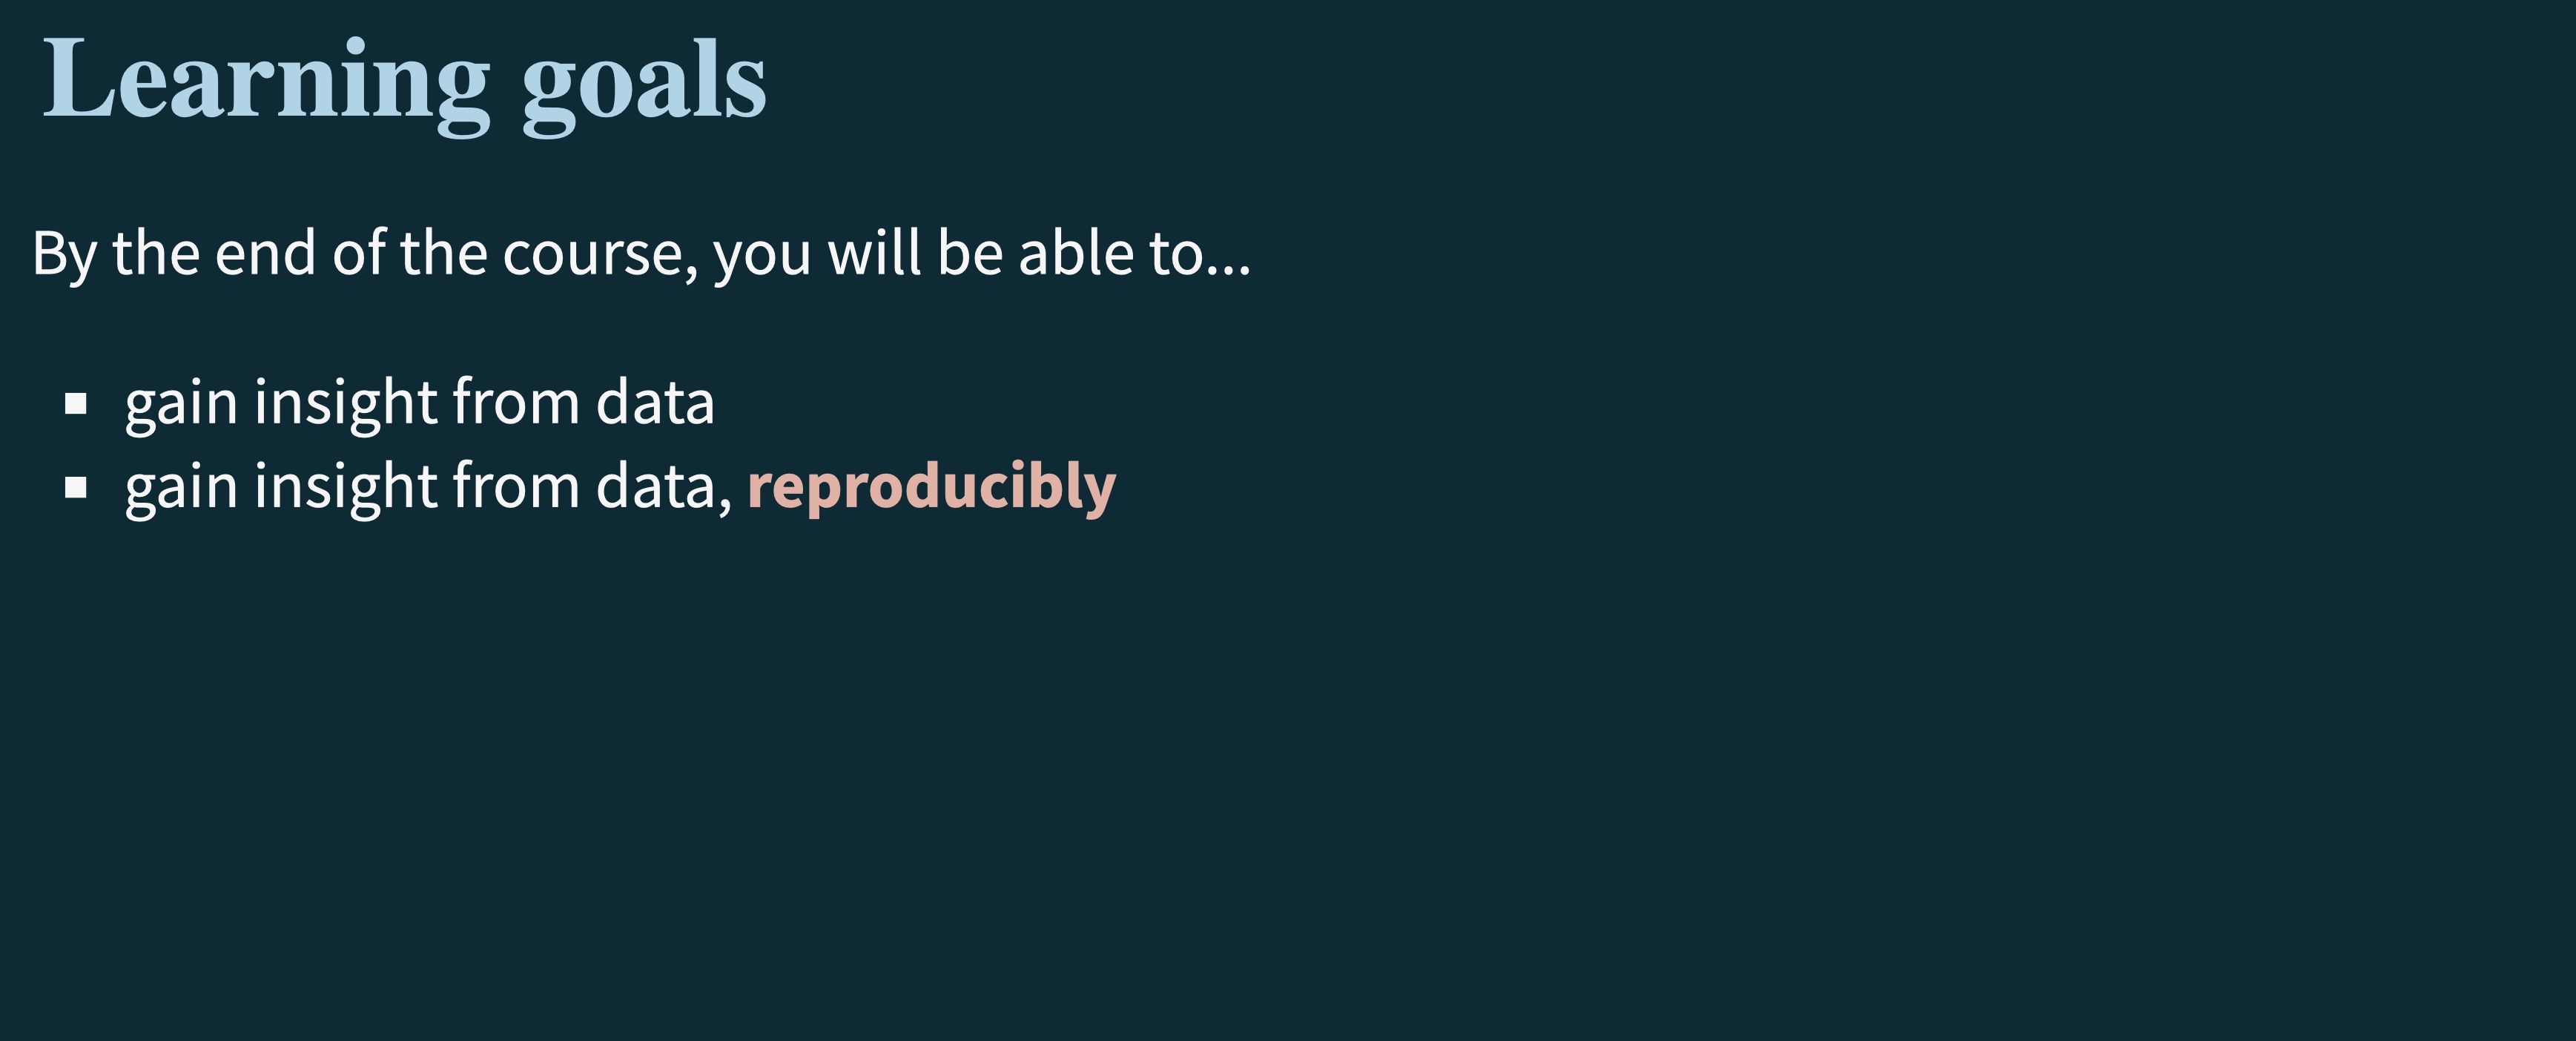 Learning goals
By the end of the course, you will be able to...
▪ gain insight from data
▪ gain insight from data, reproducibly